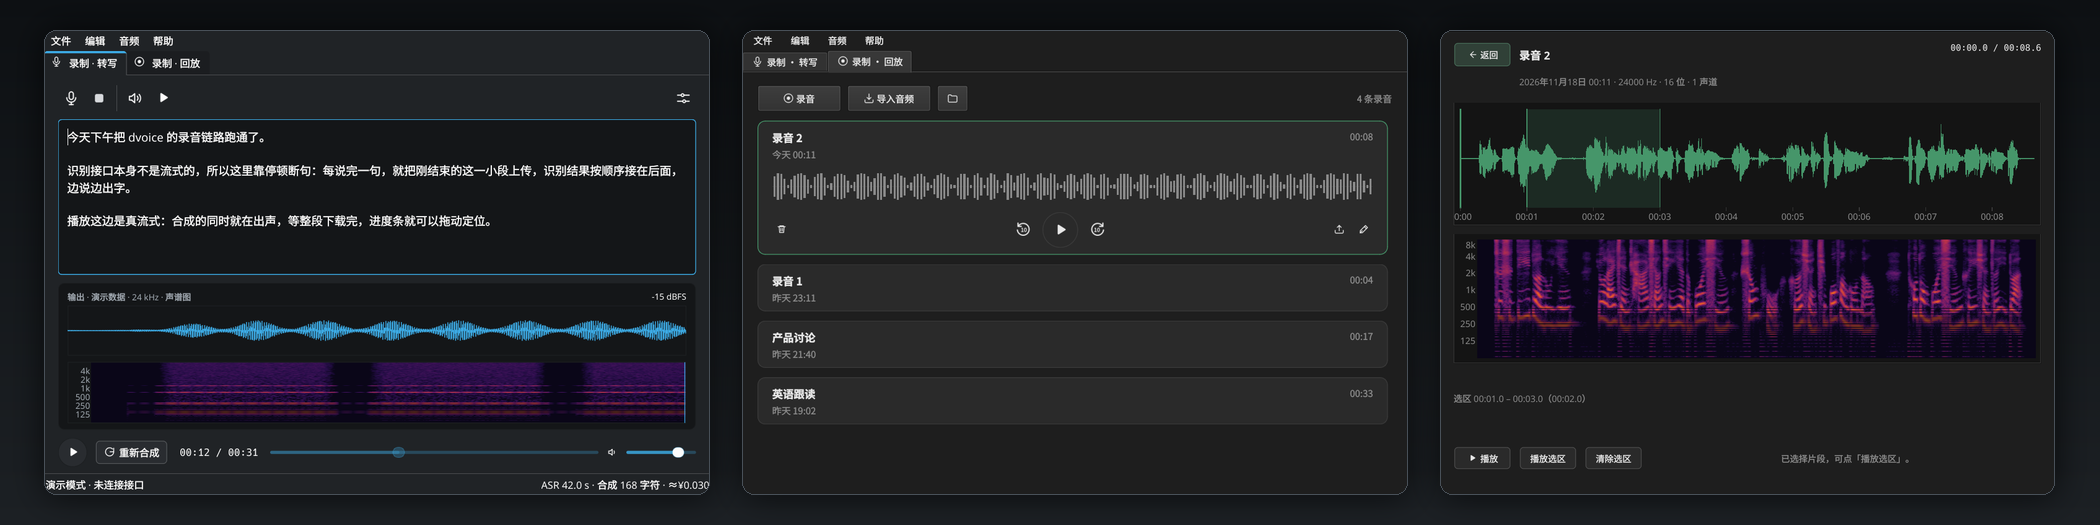 文件 编辑 音频 帮助
录制 · 转写 录制 · 回放
今天下午把 dvoice 的录音链路跑通了。
识别接口本身不是流式的，所以这里靠停顿断句：每说完一句，就把刚结束的这一小段上传，识别结果按顺序接在后面，
边说边出字。
播放这边是真流式：合成的同时就在出声，等整段下载完，进度条就可以拖动定位。
输出 · 演示数据 · 24 kHz · 声谱图 -15 dBFS
4k
2k
1k
500
250
125
重新合成 00:12 / 00:31
演示模式 · 未连接接口 ASR 42.0 s · 合成 168 字符 · ≈¥0.030
文件 编辑 音频 帮助
录制 · 转写 录制 · 回放
录音 导入音频 4 条录音
录音 2 00:08
今天 00:11
10 10
录音 1 00:04
昨天 23:11
产品讨论 00:17
昨天 21:40
英语跟读 00:33
昨天 19:02
返回 录音 2 00:00.0 / 00:08.6
2026年11月18日 00:11 · 24000 Hz · 16 位 · 1 声道
0:00 00:01 00:02 00:03 00:04 00:05 00:06 00:07 00:08
8k
4k
2k
1k
500
250
125
选区 00:01.0 – 00:03.0（00:02.0）
播放 播放选区 清除选区 已选择片段，可点「播放选区」。